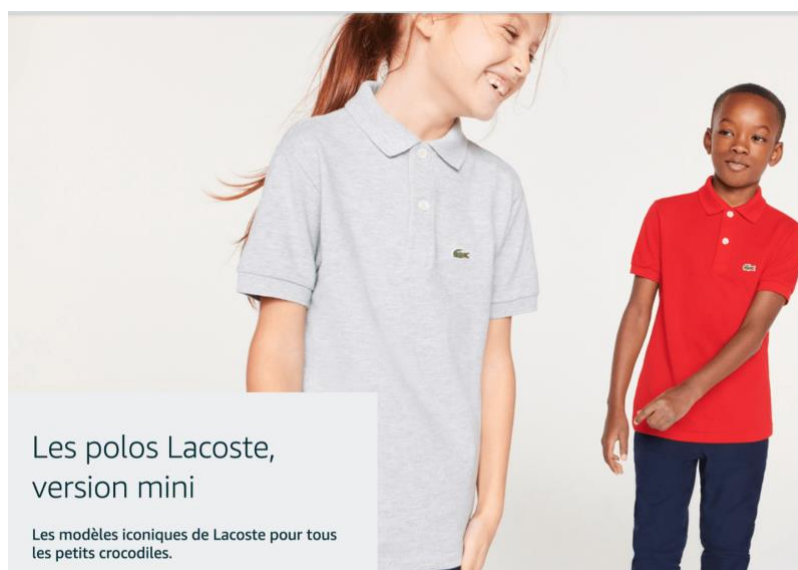 Les polos Lacoste,
version mini
Les modèles iconiques de Lacoste pour tous
les petits crocodiles.